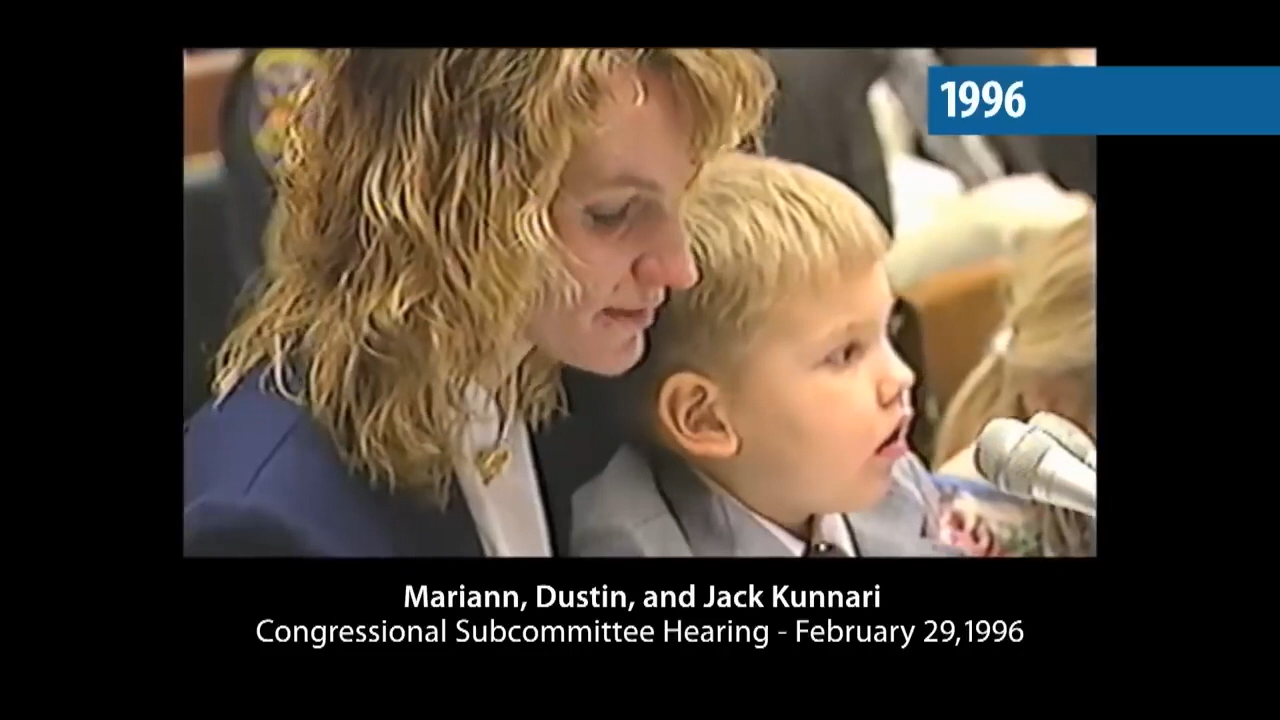 1996
Mariann, Dustin, and Jack Kunnari
Congressional Subcommittee Hearing - February 29,1996